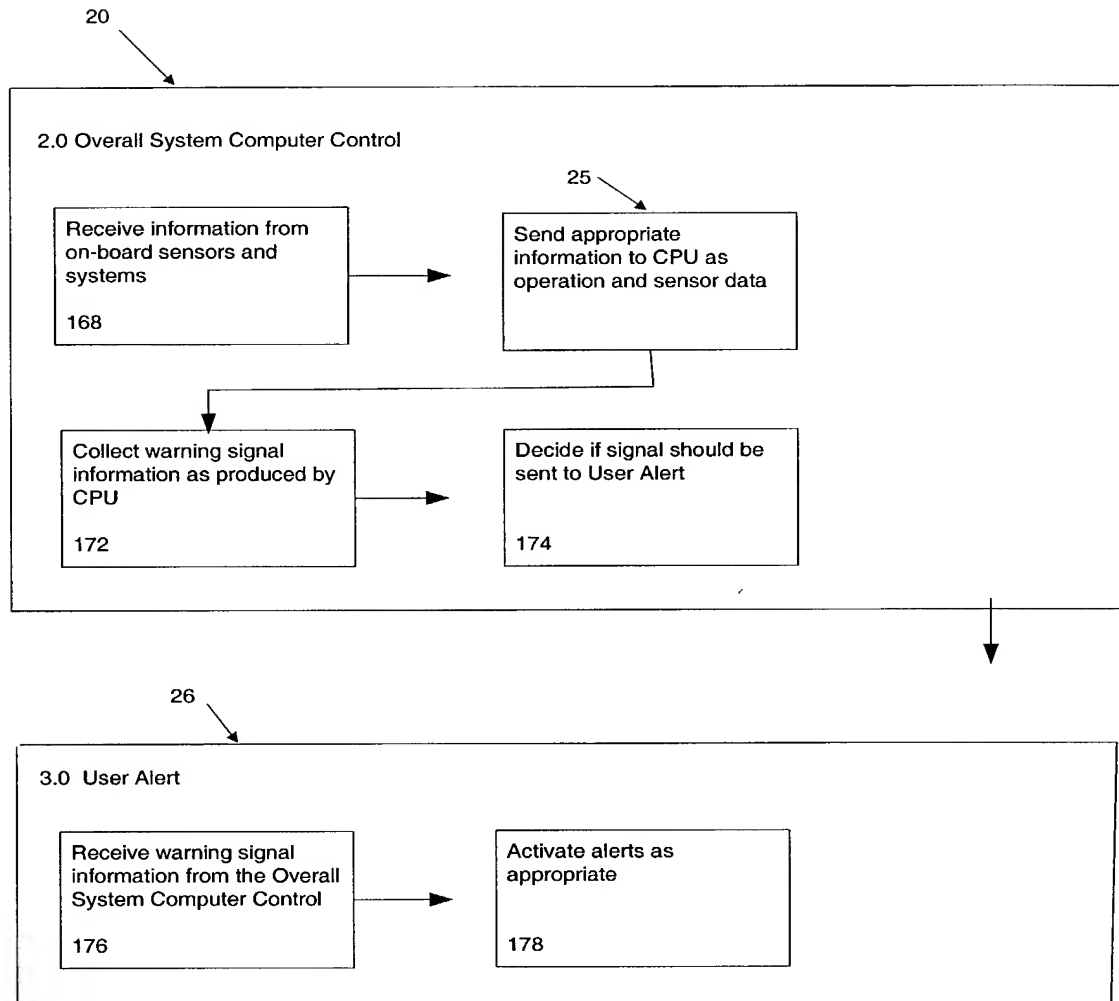 20
2.0 Overall System Computer Control
25
Receive information from
on-board sensors and
systems
168
Send appropriate
information to CPU as
operation and sensor data
Collect warning signal
information as produced by
CPU
172
Decide if signal should be
sent to User Alert
174
26
3.0 User Alert
Receive warning signal
information from the Overall
System Computer Control
176
Activate alerts as
appropriate
178